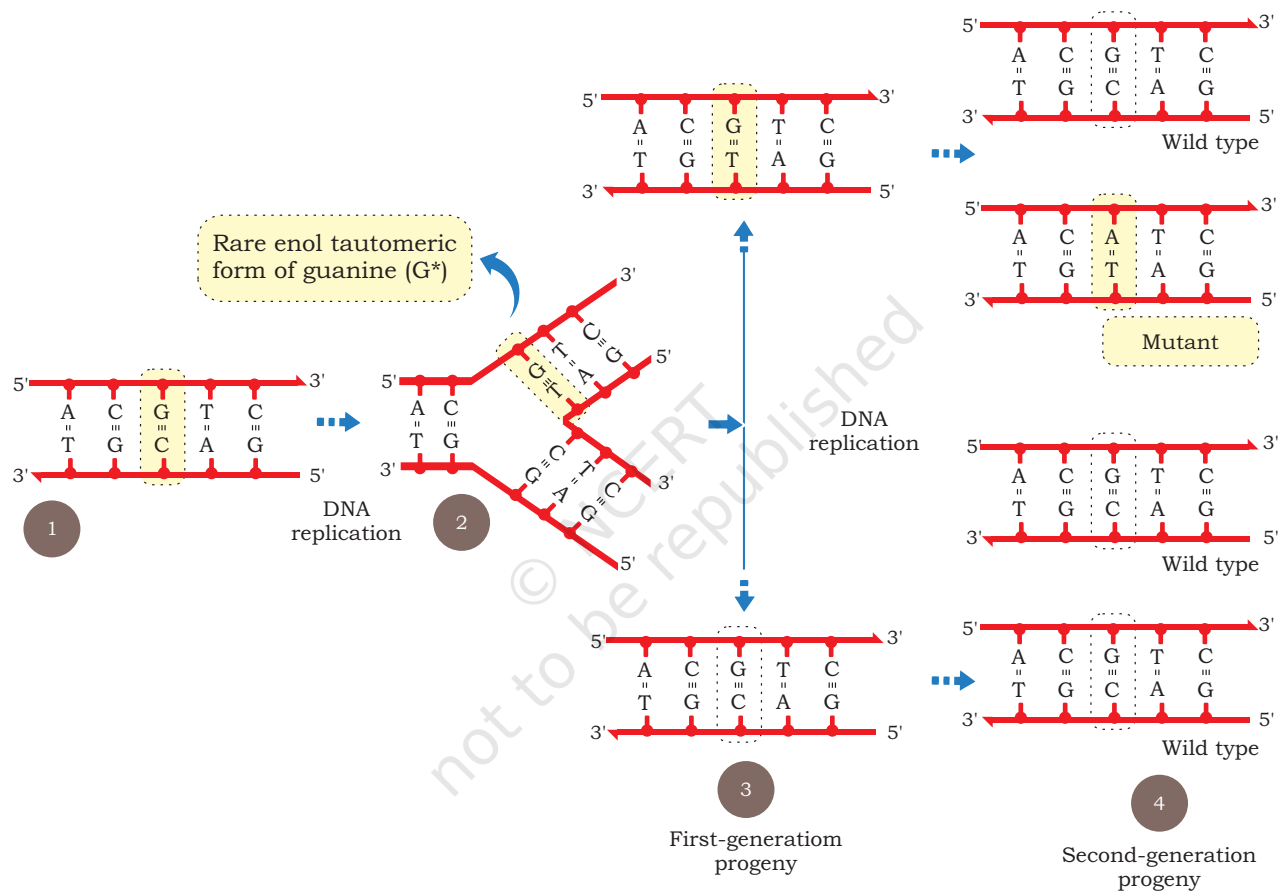 5' 3'
A C G T C
T G C A G
3' 5'
1
DNA
replication
Rare enol tautomeric
form of guanine (G*)
5' 3'
A C G T C
T G T A G
5'
3' 3'
G C A G
C T C
5'
2
5' 3'
A C G T C
T G T A G
3' 5'
DNA
replication
5' 3'
A C G T C
T G C A G
3' 5'
3
First-generatiom
progeny
5' 3'
A C G T C
T G C A G
3' 5'
Wild type
5' 3'
A C A T C
T G T A G
3' 5'
Mutant
5' 3'
A C G T C
T G C A G
3' 5'
Wild type
5' 3'
A C G T C
T G C A G
3' 5'
Wild type
4
Second-generation
progeny
© NCERT
not to be republished